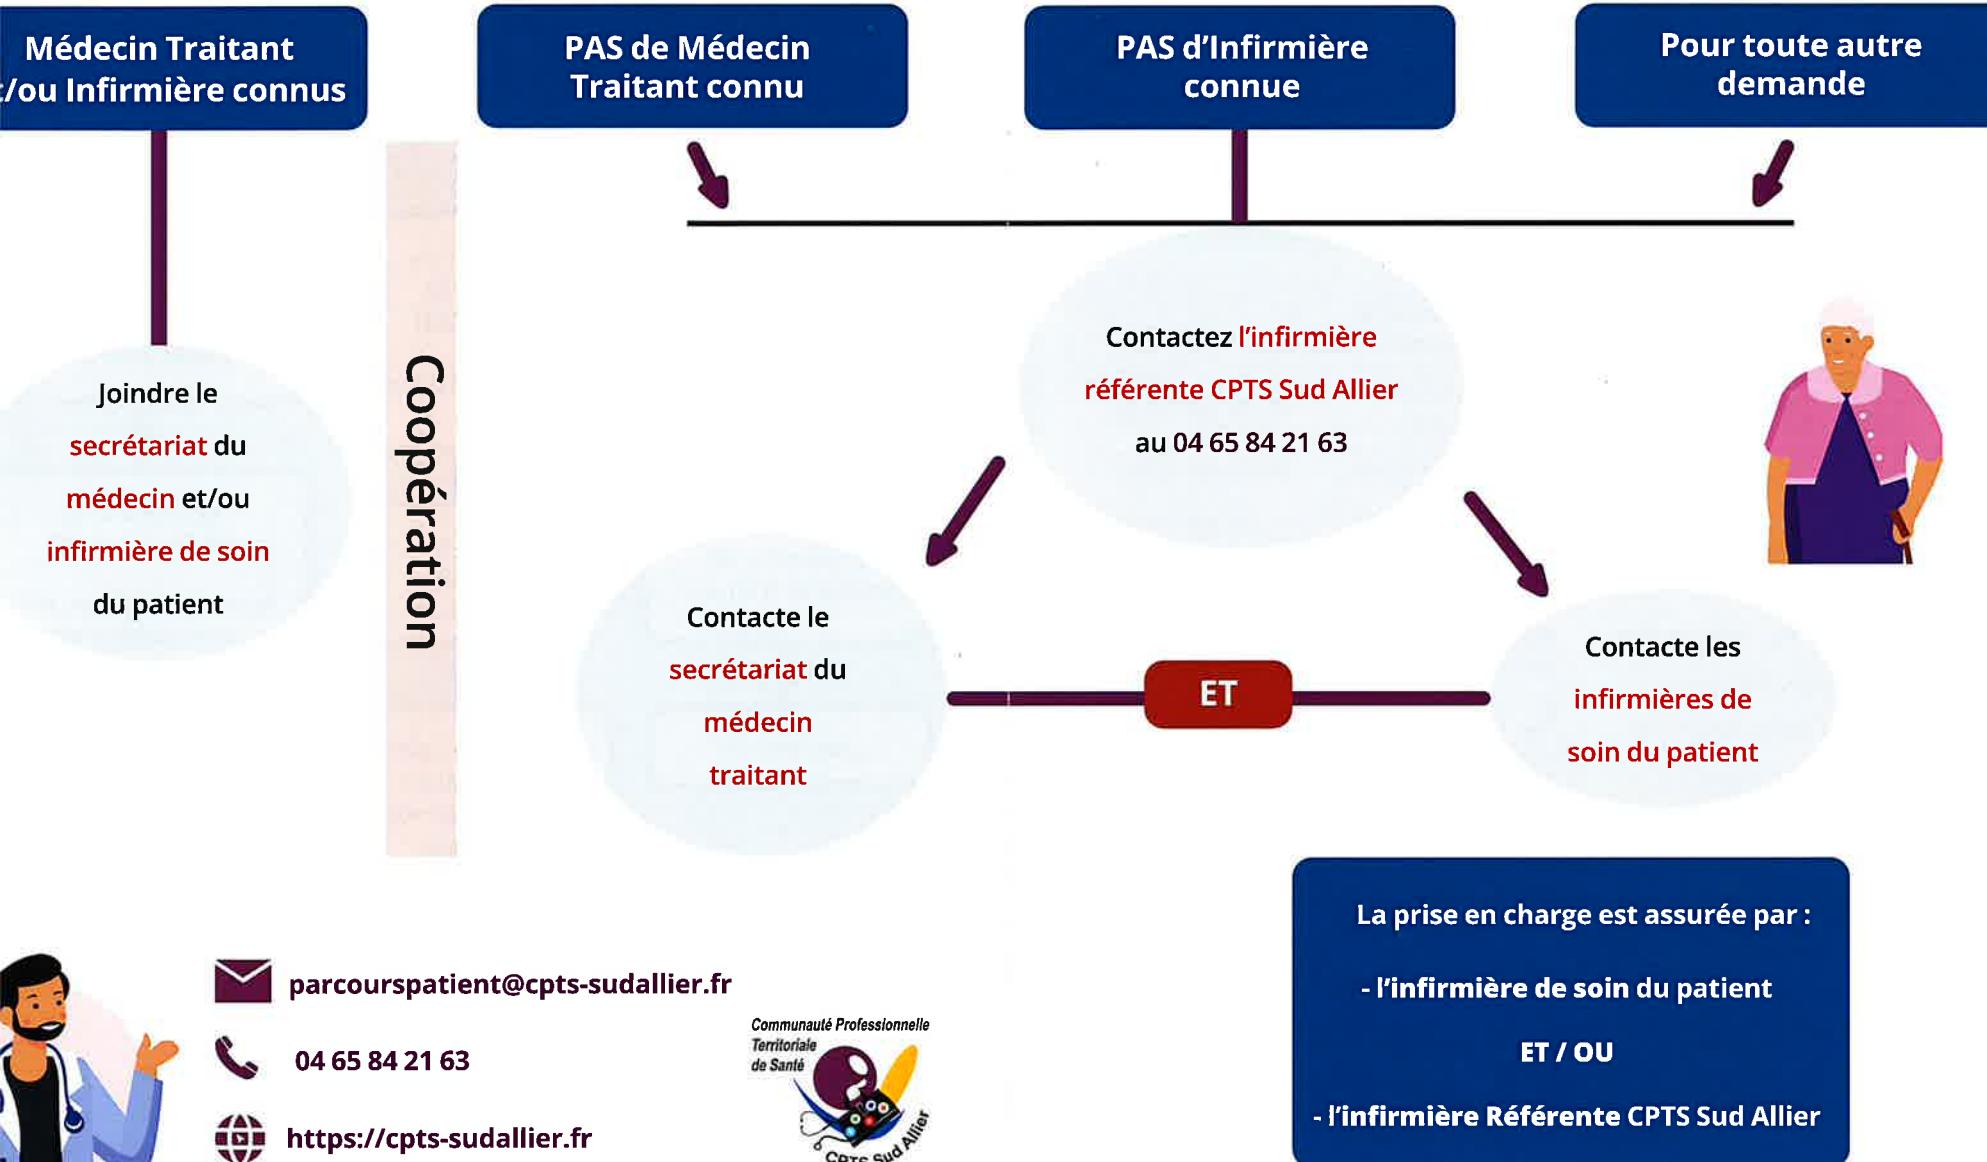 Médecin Traitant
/ou Infirmière connus
PAS de Médecin
Traitant connu
PAS d'Infirmière
connue
Pour toute autre
demande
Joindre le
secrétariat du
médecin et/ou
infirmière de soin
du patient
Coopération
Contactez l'infirmière
référente CPTS Sud Allier
au 04 65 84 21 63
Contacte le
secrétariat du
médecin
traitant
ET
Contacte les
infirmières de
soin du patient
La prise en charge est assurée par :
- l'infirmière de soin du patient
ET / OU
- l'infirmière Référente CPTS Sud Allier
parcourspatient@cpts-sudallier.fr
04 65 84 21 63
https://cpts-sudallier.fr
Communauté Professionnelle
Territoriale
de Santé
CPTS Sud Allier